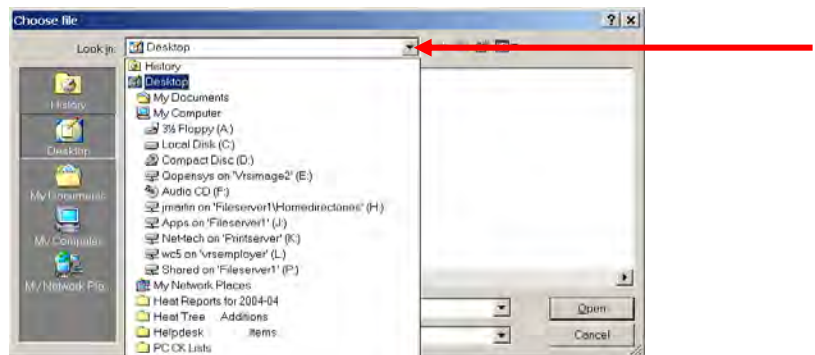 Choose file
Look in: Desktop
History
Desktop
My Documents
My Computer
3½ Floppy (A:)
Local Disk (C:)
Compact Disc (D:)
Qopensys on 'Vrsimage2' (E:)
Audio CD (F:)
jmartin on 'Fileserver1\Homedirectories' (H:)
Apps on 'Fileserver1' (J:)
Net-tech on 'Printserver' (K:)
wc5 on 'vrsemployer' (L:)
Shared on 'Fileserver1' (P:)
My Network Places
Heat Reports for 2004-04
Heat Tree Additions
Helpdesk Items
PC CK Lists
History
Desktop
My Documents
My Computer
My Network Pla...
Open
Cancel